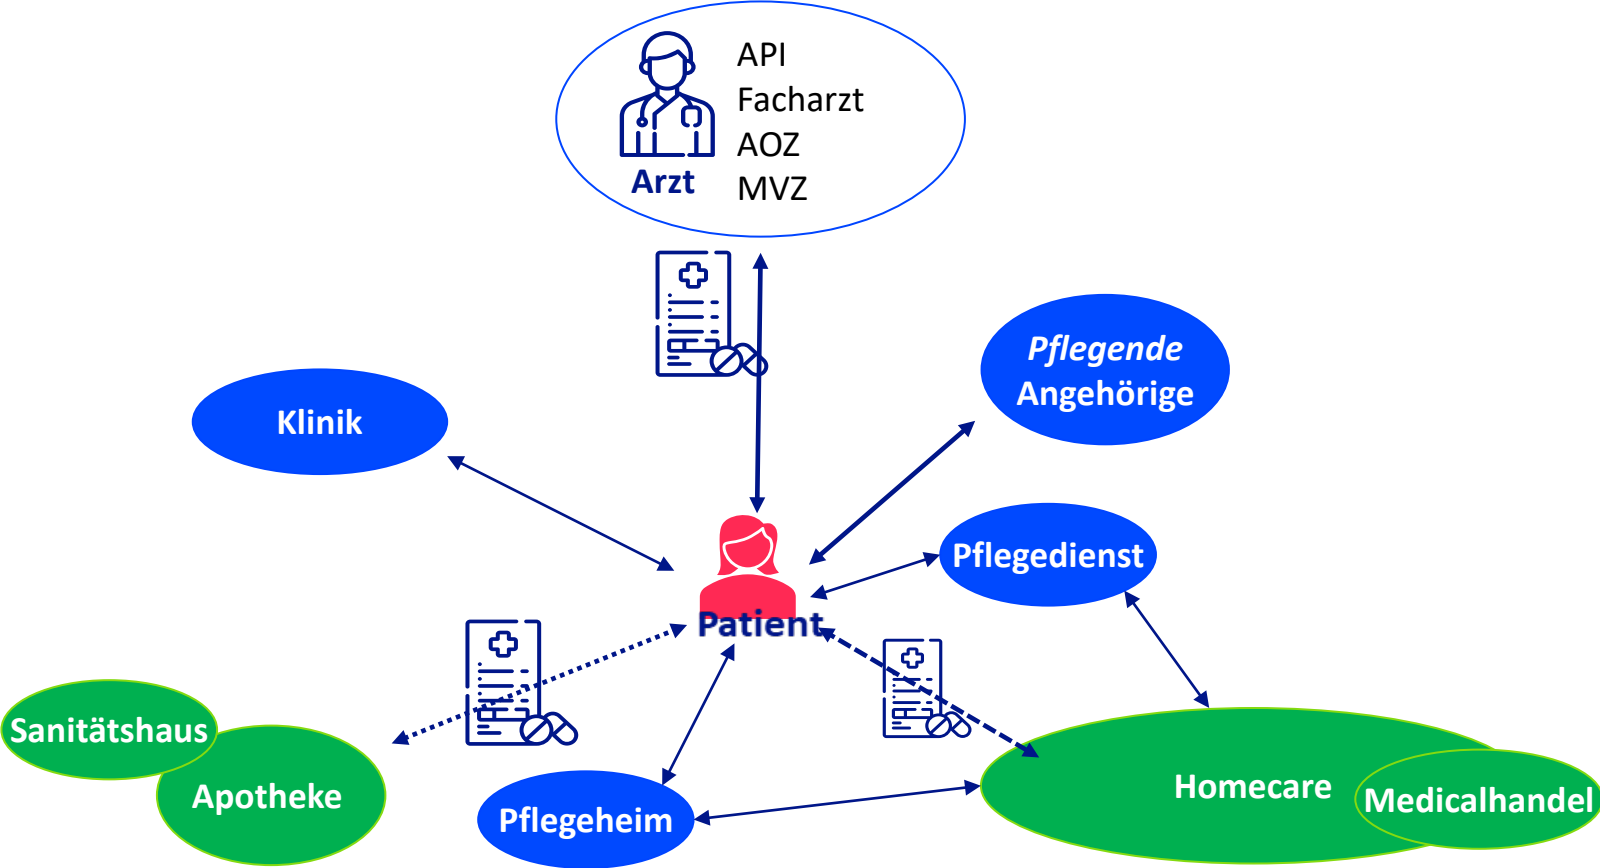 API
Facharzt
AOZ
MVZ
Arzt
Pflegende
Angehörige
Klinik
Pflegedienst
Patient
Sanitätshaus
Apotheke
Pflegeheim
Homecare
Medicalhandel